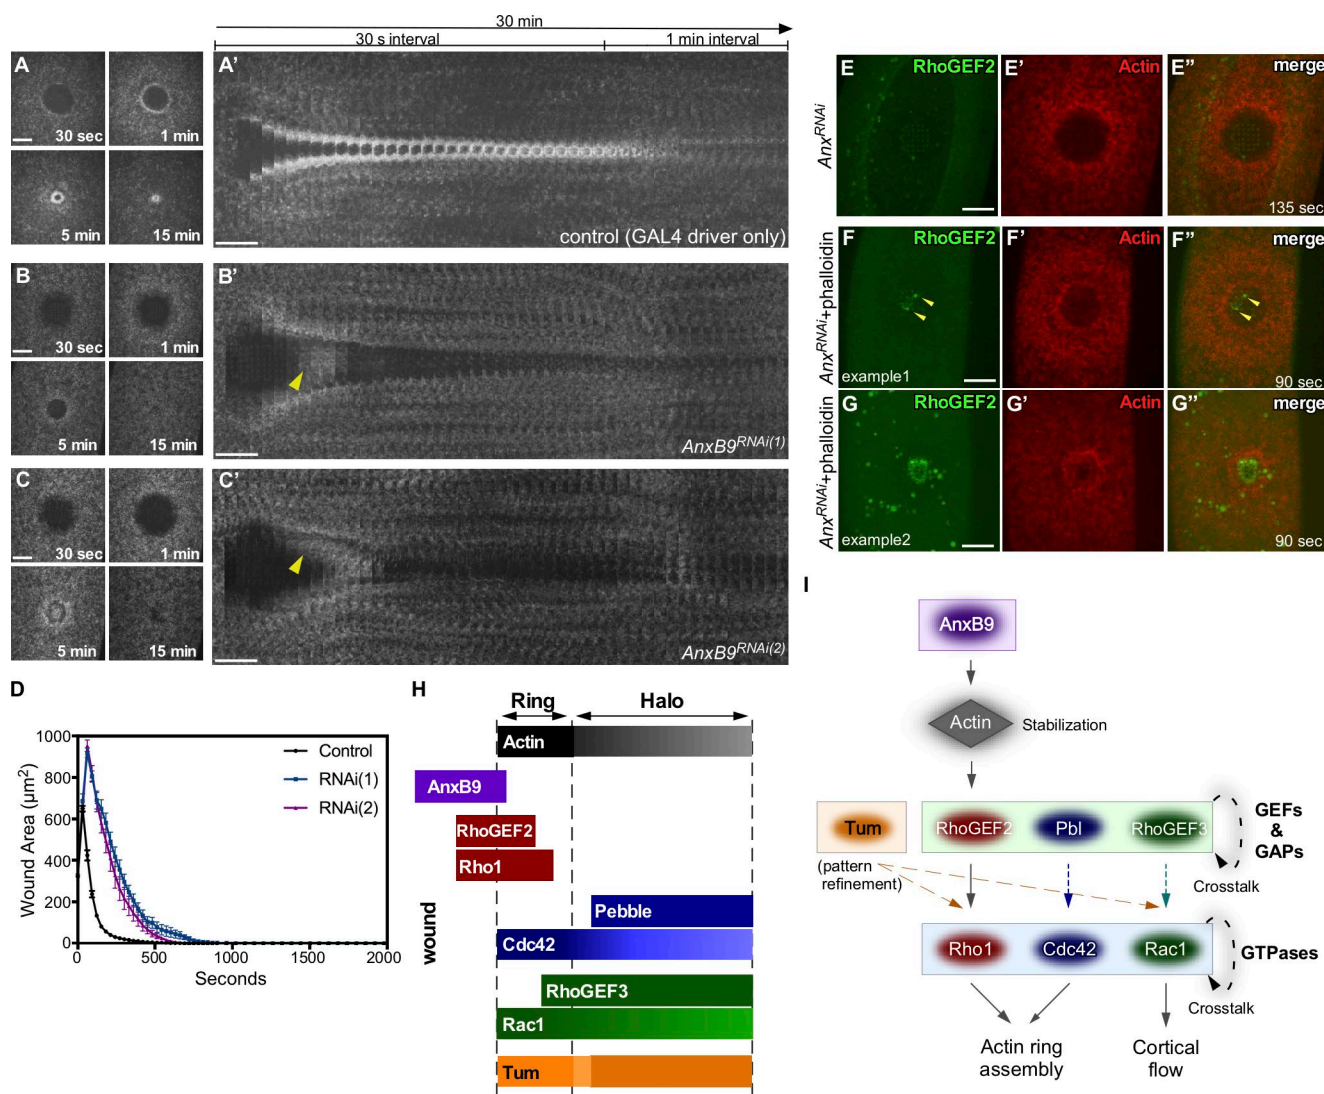 30 min
30 s interval
1 min interval
A
30 sec
1 min
5 min
15 min
A'
control (GAL4 driver only)
B
30 sec
1 min
5 min
15 min
B'
AnxB9RNAi(1)
C
30 sec
1 min
5 min
15 min
C'
AnxB9RNAi(2)
D
Wound Area (μm²)
1000
800
600
400
200
0
0
500
1000
1500
2000
Seconds
Control
RNAi(1)
RNAi(2)
AnxRNAi
E
RhoGEF2
E'
Actin
E''
merge
135 sec
AnxRNAi+phalloidin
F
RhoGEF2
example1
F'
Actin
F''
merge
90 sec
AnxRNAi+phalloidin
G
RhoGEF2
example2
G'
Actin
G''
merge
90 sec
H
Ring
Halo
Actin
AnxB9
RhoGEF2
Rho1
wound
Pebble
Cdc42
RhoGEF3
Rac1
Tum
I
AnxB9
Actin
Stabilization
Tum
(pattern
refinement)
RhoGEF2
Pbl
RhoGEF3
GEFs
&
GAPs
Crosstalk
Rho1
Cdc42
Rac1
GTPases
Crosstalk
Actin ring
assembly
Cortical
flow